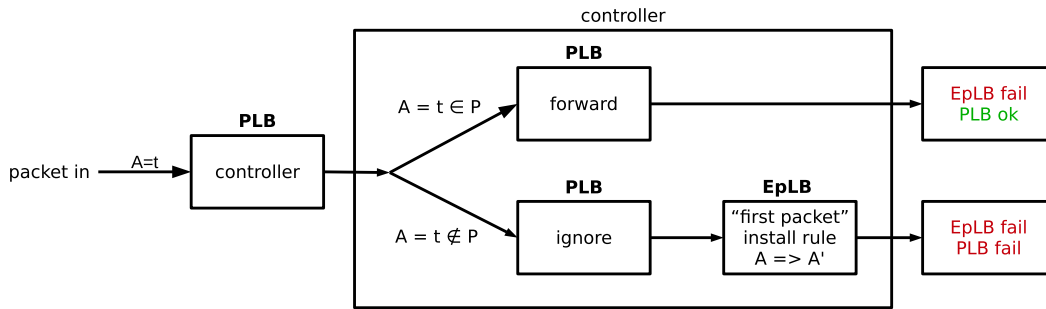 controller
PLB
A = t ∈ P
forward
EpLB fail
PLB ok
PLB
packet in
A=t
controller
PLB
EpLB
A = t ∉ P
ignore
“first packet”
install rule
A => A'
EpLB fail
PLB fail